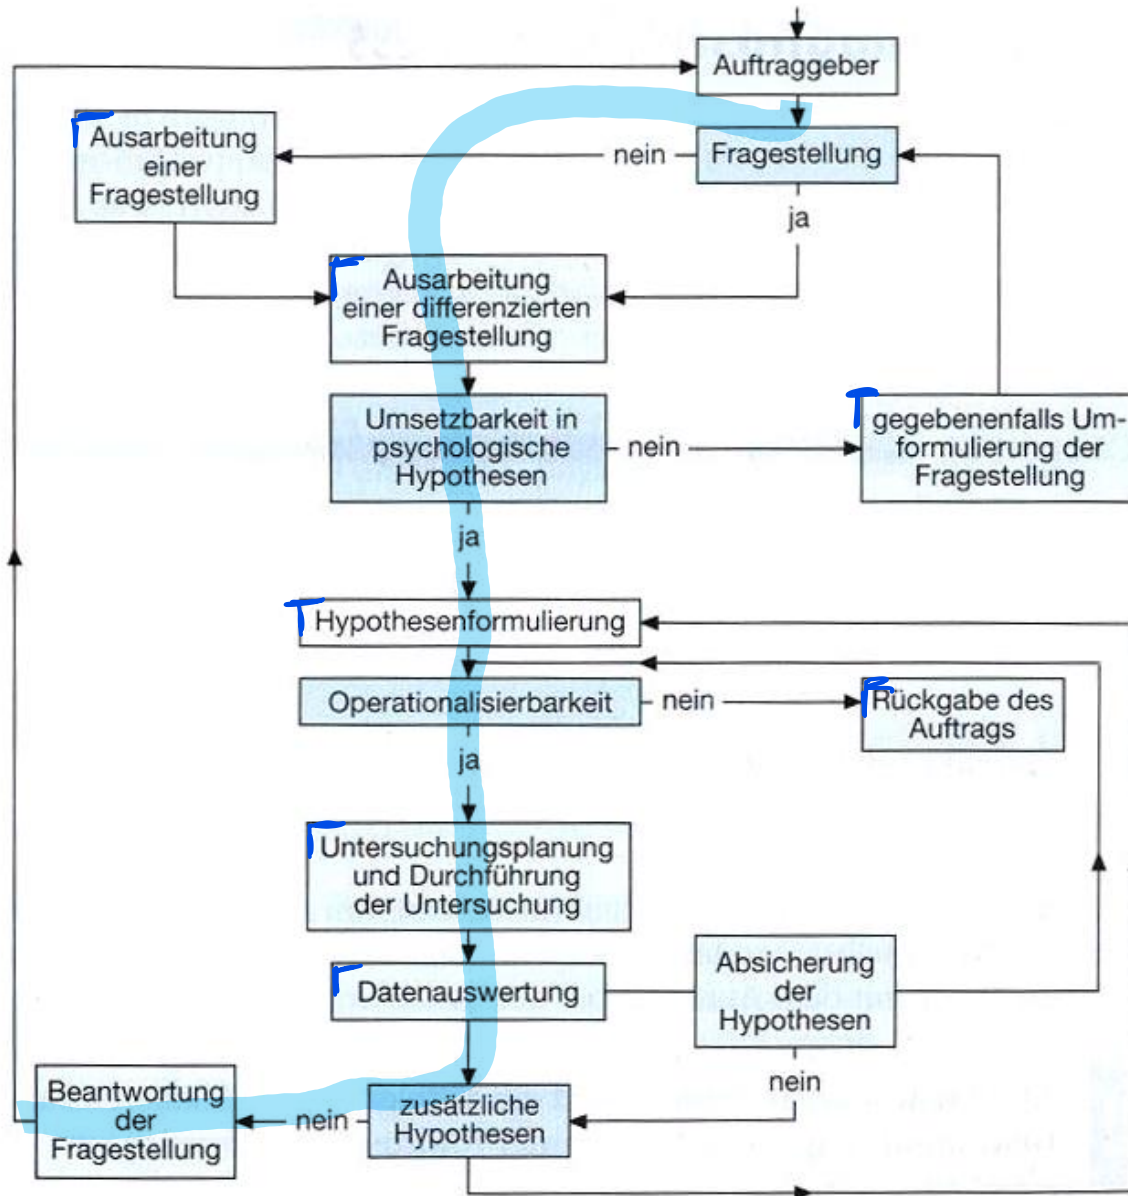 Auftraggeber
Ausarbeitung
einer
Fragestellung
nein
Fragestellung
ja
Ausarbeitung
einer differenzierten
Fragestellung
Umsetzbarkeit in
psychologische
Hypothesen
nein
gegebenenfalls Um-
formulierung der
Fragestellung
ja
Hypothesenformulierung
Operationalisierbarkeit
nein
Rückgabe des
Auftrags
ja
Untersuchungsplanung
und Durchführung
der Untersuchung
Datenauswertung
Absicherung
der
Hypothesen
nein
Beantwortung
der
Fragestellung
nein
zusätzliche
Hypothesen